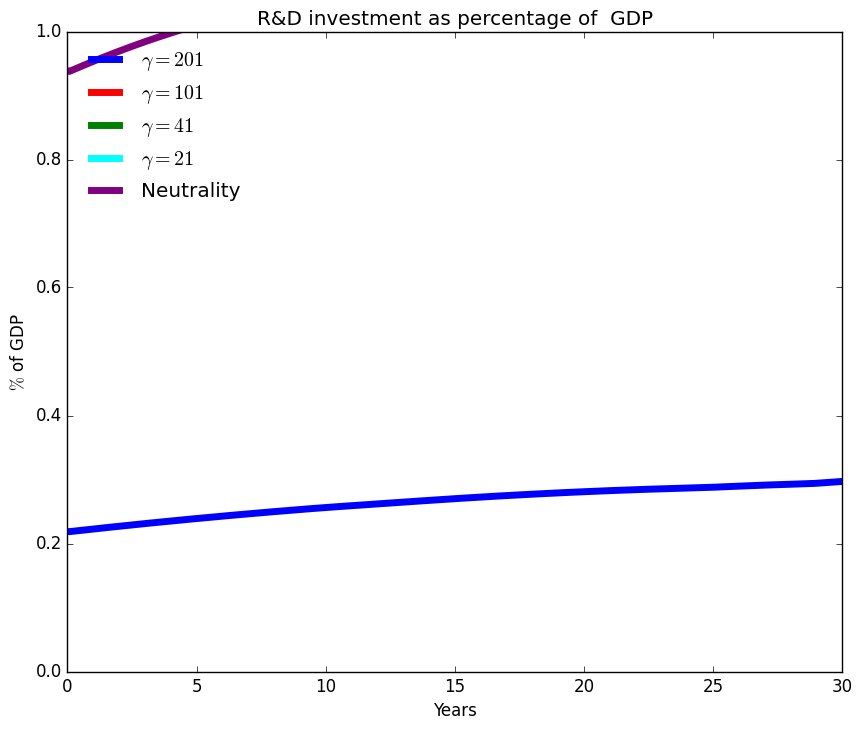 R&D investment as percentage of GDP
1.0
0.8
0.6
0.4
0.2
0.0
% of GDP
γ = 201
γ = 101
γ = 41
γ = 21
Neutrality
0 5 10 15 20 25 30
Years